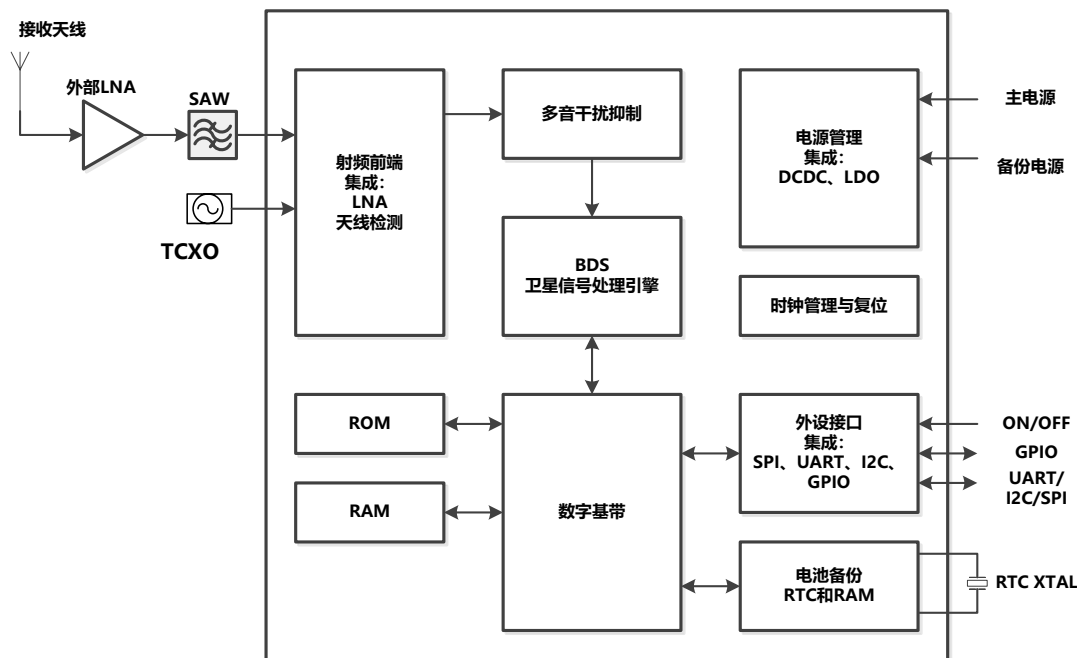 接收天线
外部LNA
SAW
TCXO
射频前端
集成：
LNA
天线检测
多音干扰抑制
BDS
卫星信号处理引擎
电源管理
集成：
DCDC、LDO
主电源
备份电源
时钟管理与复位
ROM
RAM
数字基带
外设接口
集成：
SPI、UART、I2C、
GPIO
ON/OFF
GPIO
UART/
I2C/SPI
电池备份
RTC和RAM
RTC XTAL